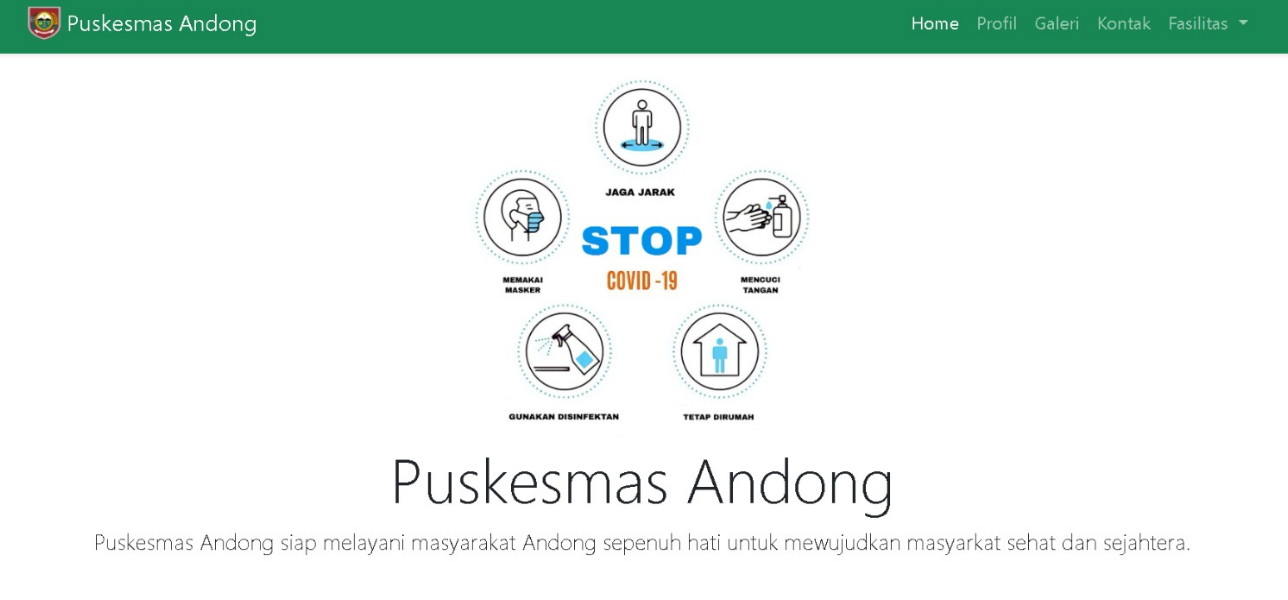 Puskesmas Andong
Home Profil Galeri Kontak Fasilitas
JAGA JARAK
MEMAKAI
MASKER
STOP
COVID -19
MENCUCI
TANGAN
GUNAKAN DISINFEKTAN
TETAP DIRUMAH
Puskesmas Andong
Puskesmas Andong siap melayani masyarakat Andong sepenuh hati untuk mewujudkan masyarkat sehat dan sejahtera.